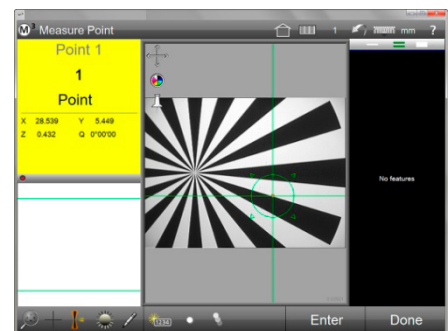 M3 Measure Point
1
mm
?
Point 1
1
Point
X 28.539 Y 5.449
Z 0.432 Q 0°00'00
No features
1234
Enter
Done